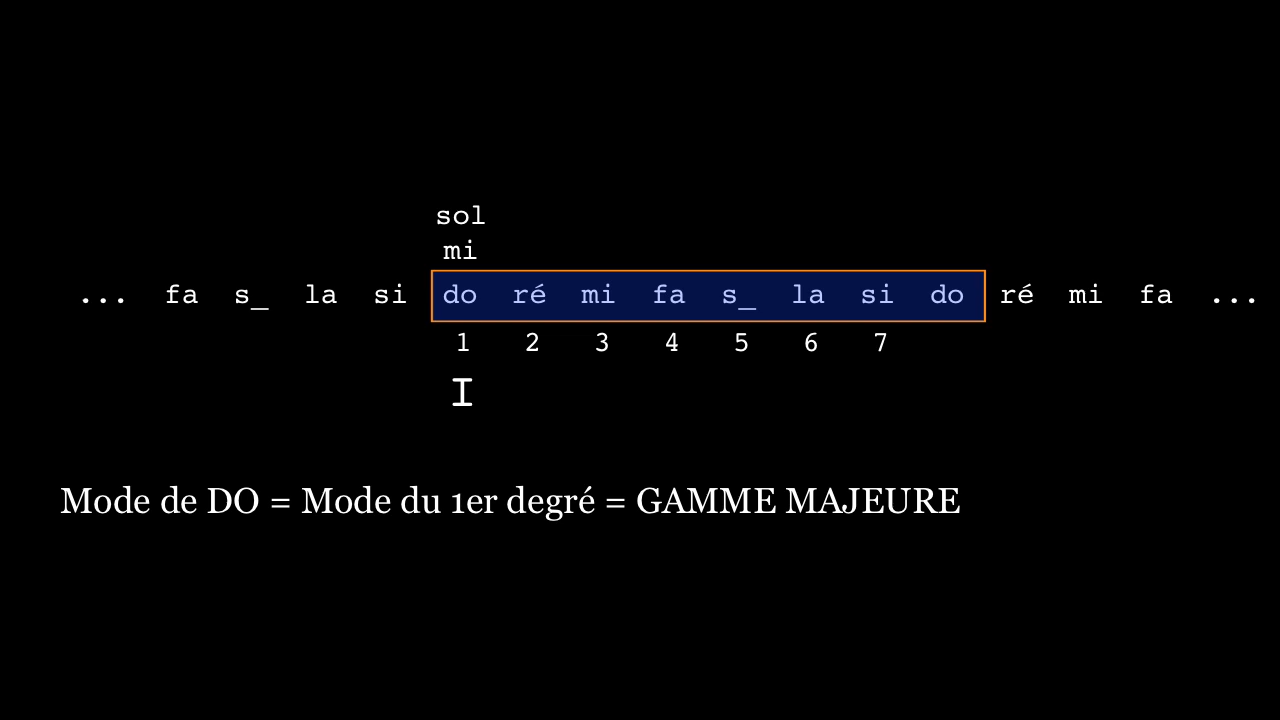 sol
mi
... fa s_ la si do ré mi fa s_ la si do ré mi fa ...
1 2 3 4 5 6 7
I
Mode de DO = Mode du 1er degré = GAMME MAJEURE